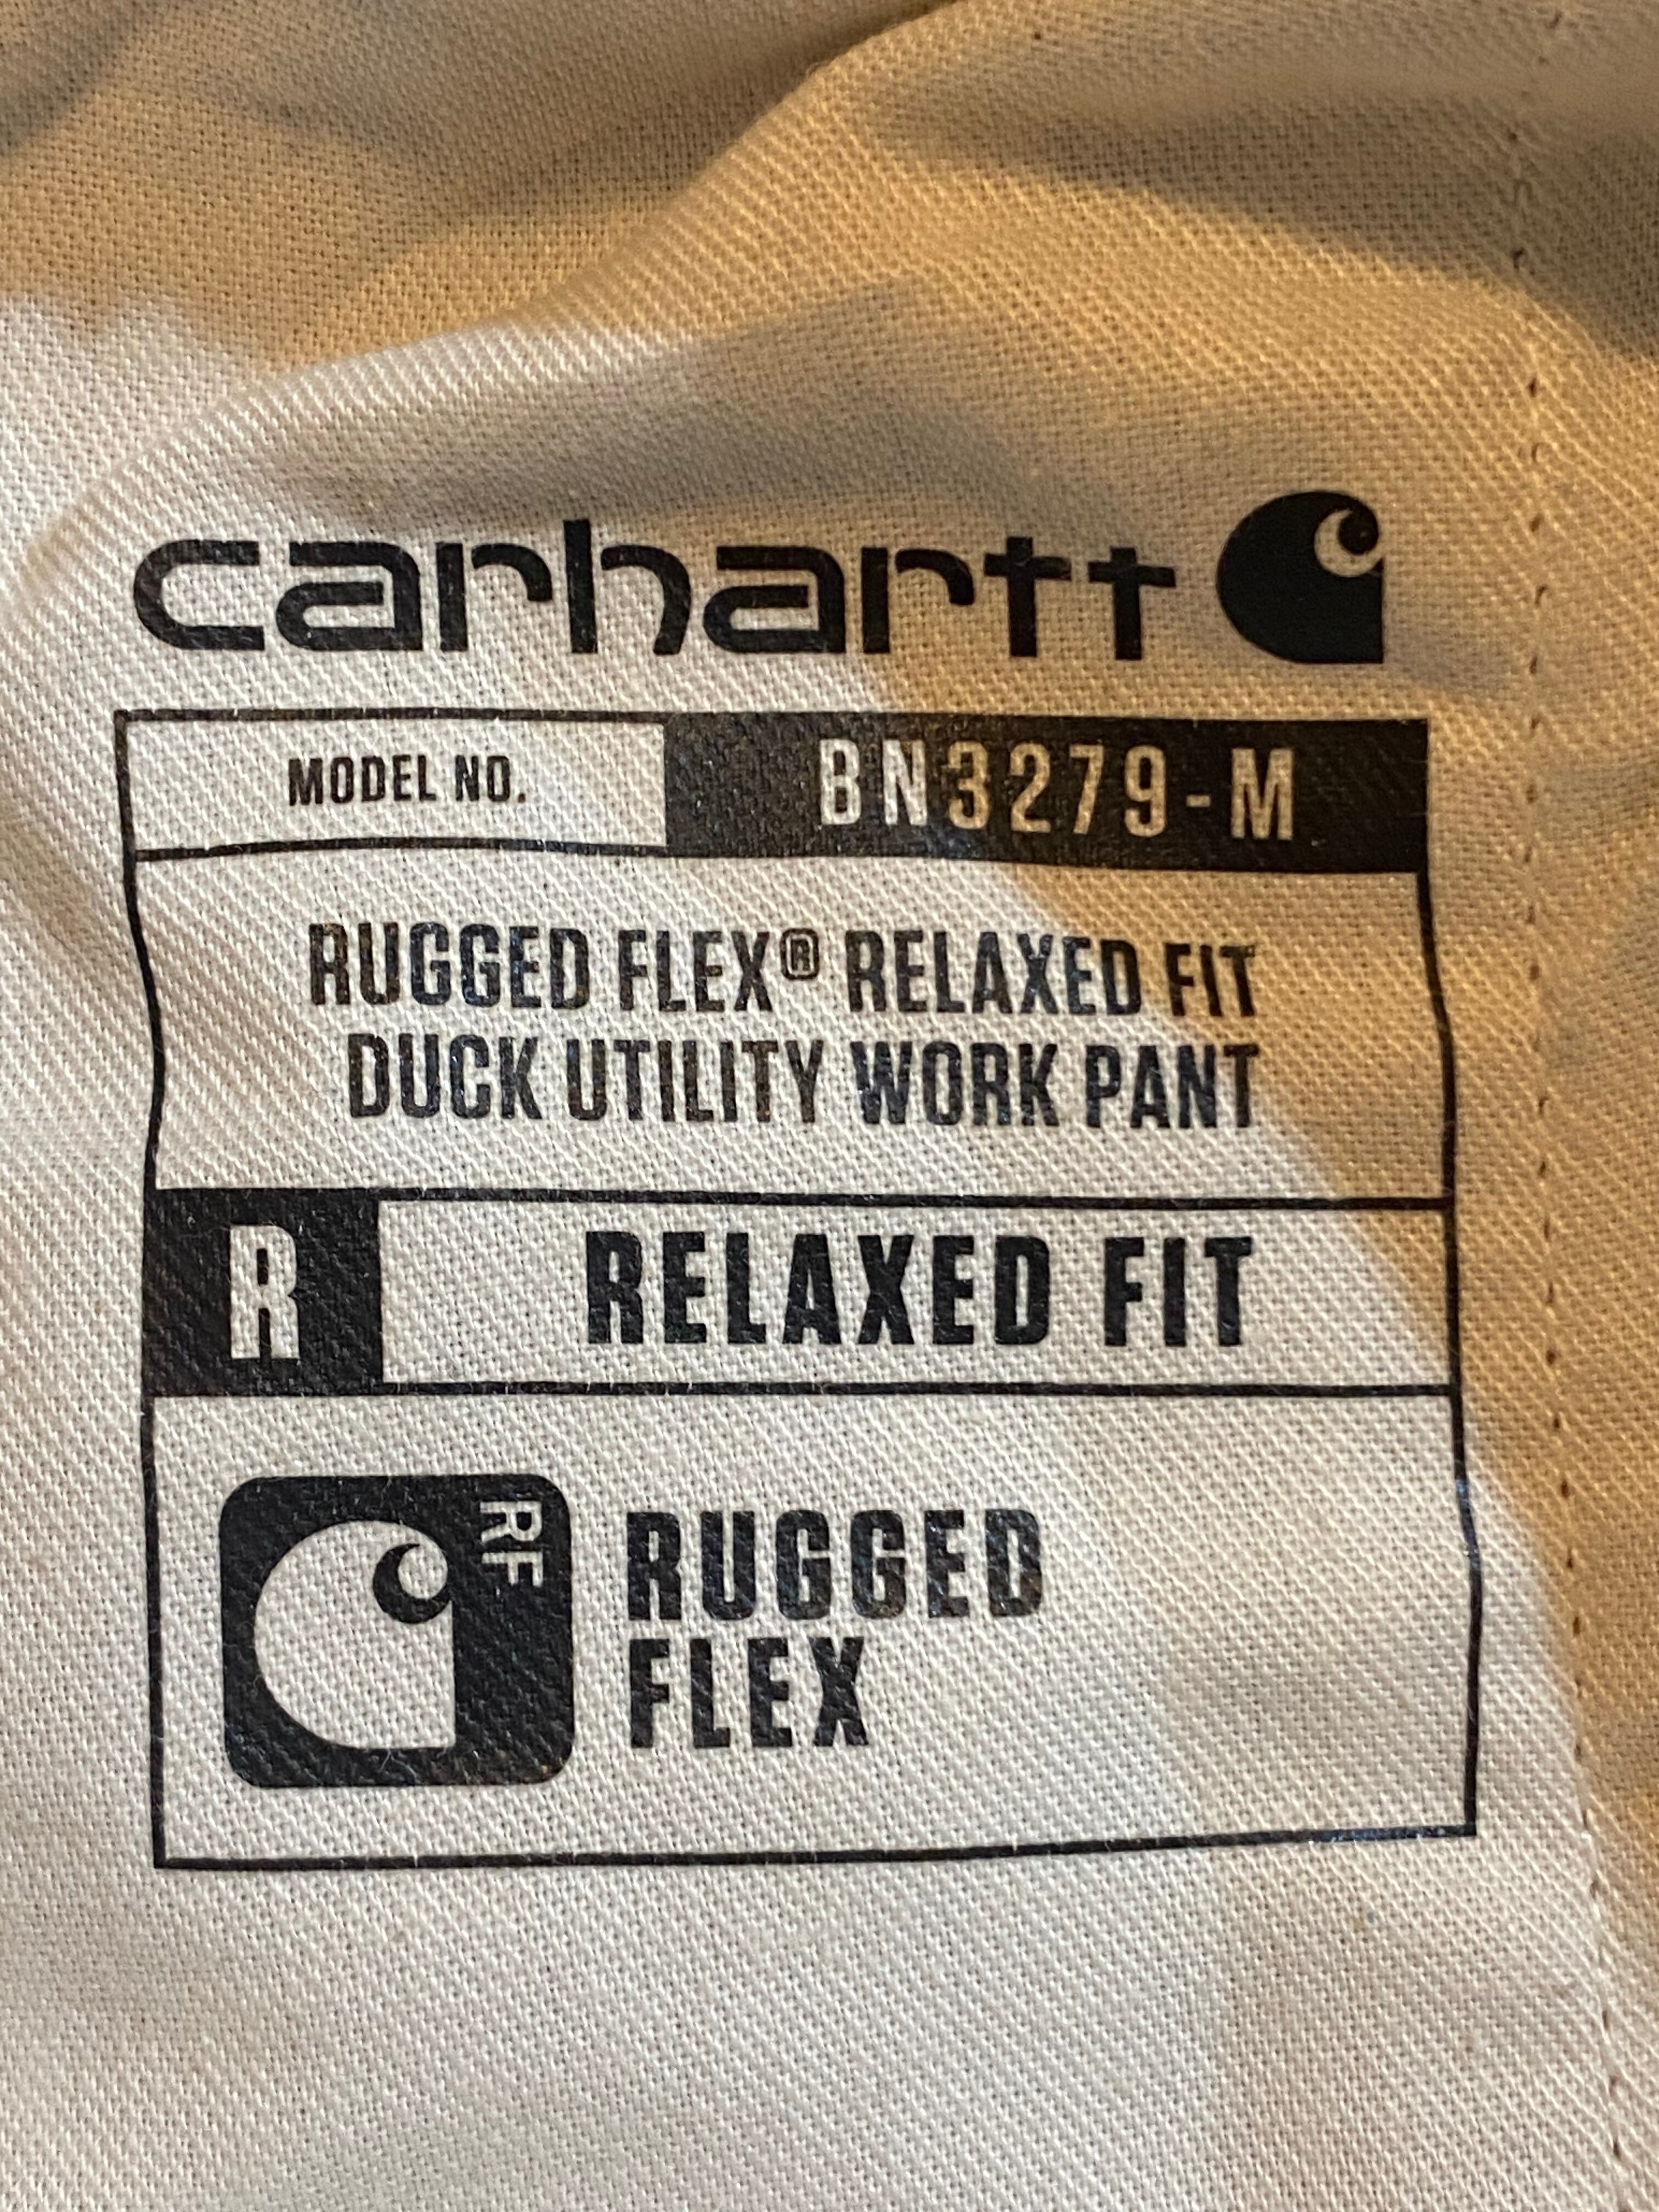 carhartt
MODEL NO. BN3279-M
RUGGED FLEX® RELAXED FIT
DUCK UTILITY WORK PANT
R RELAXED FIT
RF
RUGGED
FLEX